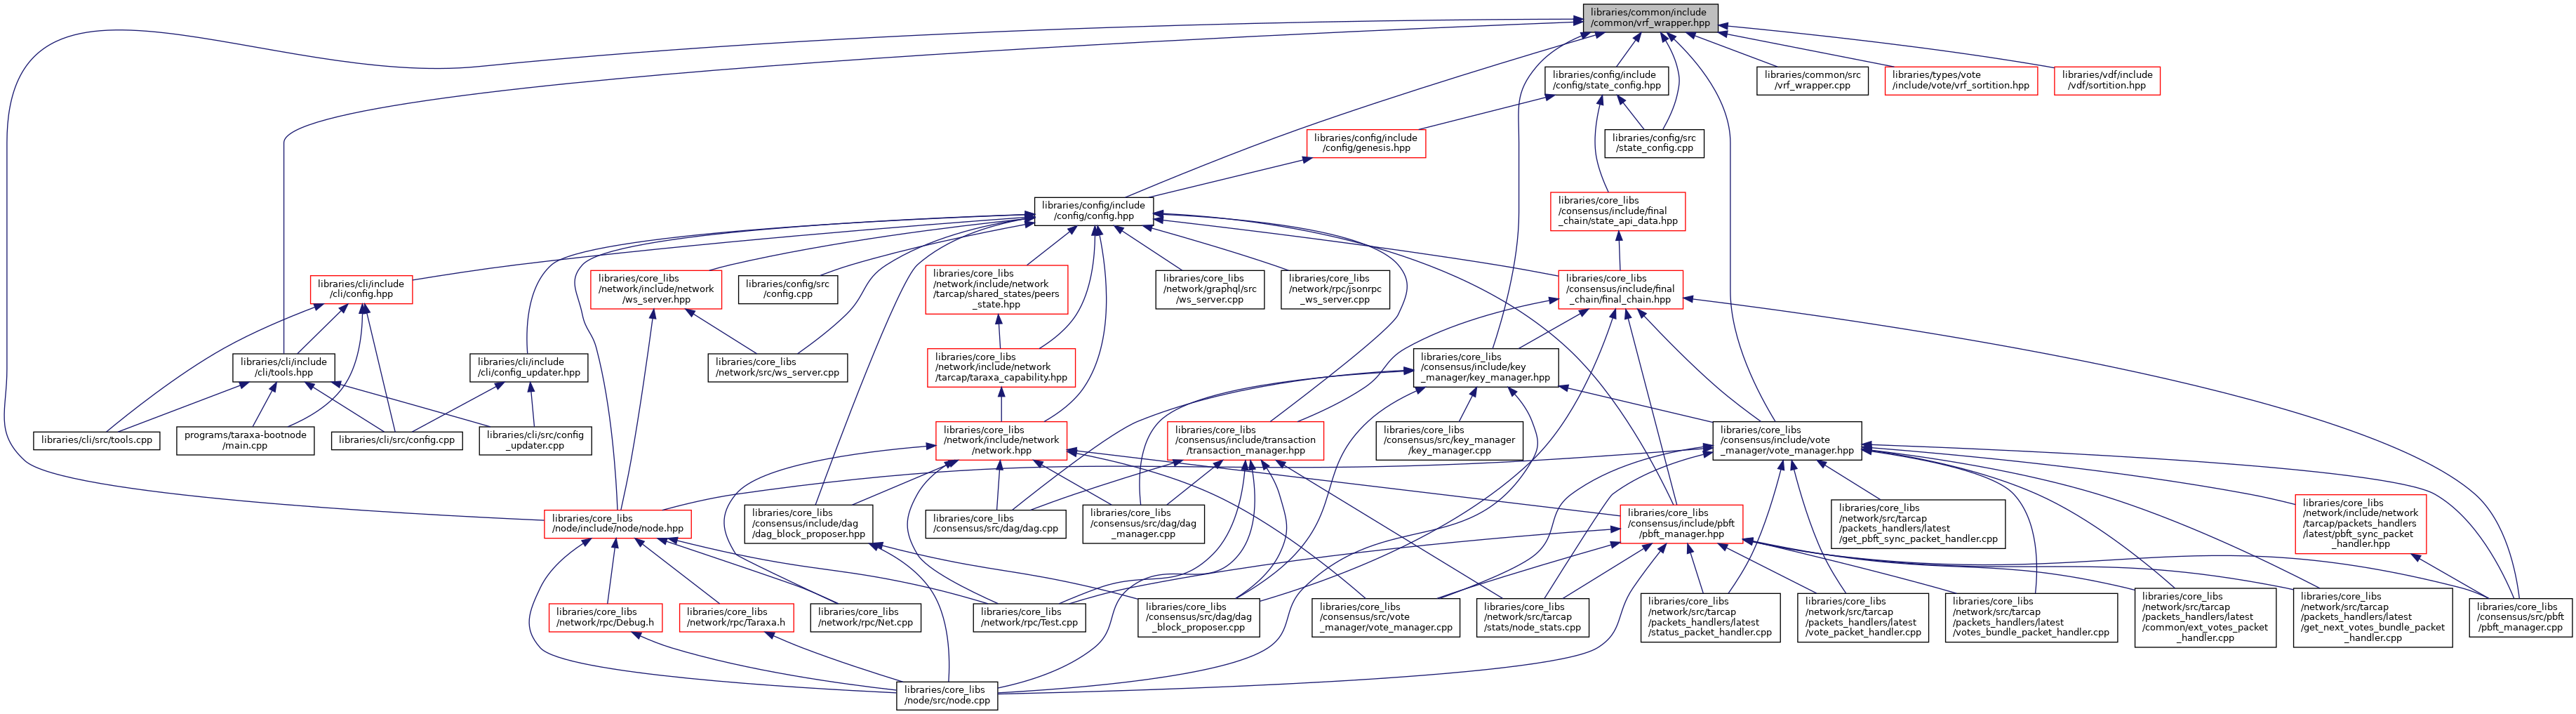 libraries/common/include
/common/vrf_wrapper.hpp
libraries/config/include
/config/state_config.hpp
libraries/common/src
/vrf_wrapper.cpp
libraries/types/vote
/include/vote/vrf_sortition.hpp
libraries/vdf/include
/vdf/sortition.hpp
libraries/config/include
/config/genesis.hpp
libraries/config/src
/state_config.cpp
libraries/config/include
/config/config.hpp
libraries/core_libs
/consensus/include/final
_chain/state_api_data.hpp
libraries/cli/include
/cli/config.hpp
libraries/core_libs
/network/include/network
/ws_server.hpp
libraries/config/src
/config.cpp
libraries/core_libs
/network/include/network
/tarcap/shared_states/peers
_state.hpp
libraries/core_libs
/network/graphql/src
/ws_server.cpp
libraries/core_libs
/network/rpc/jsonrpc
_ws_server.cpp
libraries/core_libs
/consensus/include/final
_chain/final_chain.hpp
libraries/cli/include
/cli/tools.hpp
libraries/cli/include
/cli/config_updater.hpp
libraries/core_libs
/network/src/ws_server.cpp
libraries/core_libs
/network/include/network
/tarcap/taraxa_capability.hpp
libraries/core_libs
/consensus/include/key
_manager/key_manager.hpp
libraries/cli/src/tools.cpp
programs/taraxa-bootnode
/main.cpp
libraries/cli/src/config.cpp
libraries/cli/src/config
_updater.cpp
libraries/core_libs
/network/include/network
/network.hpp
libraries/core_libs
/consensus/include/transaction
/transaction_manager.hpp
libraries/core_libs
/consensus/src/key_manager
/key_manager.cpp
libraries/core_libs
/consensus/include/vote
_manager/vote_manager.hpp
libraries/core_libs
/node/include/node/node.hpp
libraries/core_libs
/consensus/include/dag
/dag_block_proposer.hpp
libraries/core_libs
/consensus/src/dag/dag.cpp
libraries/core_libs
/consensus/src/dag/dag
_manager.cpp
libraries/core_libs
/consensus/include/pbft
/pbft_manager.hpp
libraries/core_libs
/network/src/tarcap
/packets_handlers/latest
/get_pbft_sync_packet_handler.cpp
libraries/core_libs
/network/include/network
/tarcap/packets_handlers
/latest/pbft_sync_packet
_handler.hpp
libraries/core_libs
/network/rpc/Debug.h
libraries/core_libs
/network/rpc/Taraxa.h
libraries/core_libs
/network/rpc/Net.cpp
libraries/core_libs
/network/rpc/Test.cpp
libraries/core_libs
/consensus/src/dag/dag
_block_proposer.cpp
libraries/core_libs
/consensus/src/vote
_manager/vote_manager.cpp
libraries/core_libs
/network/src/tarcap
/stats/node_stats.cpp
libraries/core_libs
/network/src/tarcap
/packets_handlers/latest
/status_packet_handler.cpp
libraries/core_libs
/network/src/tarcap
/packets_handlers/latest
/vote_packet_handler.cpp
libraries/core_libs
/network/src/tarcap
/packets_handlers/latest
/votes_bundle_packet_handler.cpp
libraries/core_libs
/network/src/tarcap
/packets_handlers/latest
/common/ext_votes_packet
_handler.cpp
libraries/core_libs
/network/src/tarcap
/packets_handlers/latest
/get_next_votes_bundle_packet
_handler.cpp
libraries/core_libs
/consensus/src/pbft
/pbft_manager.cpp
libraries/core_libs
/node/src/node.cpp